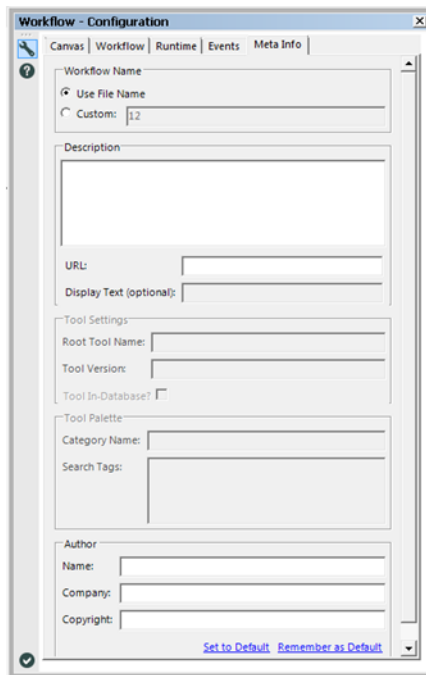 Workflow - Configuration
Canvas Workflow Runtime Events Meta Info
Workflow Name
Use File Name
Custom: 12
Description
URL:
Display Text (optional):
Tool Settings
Root Tool Name:
Tool Version:
Tool In-Database?
Tool Palette
Category Name:
Search Tags:
Author
Name:
Company:
Copyright:
Set to Default Remember as Default